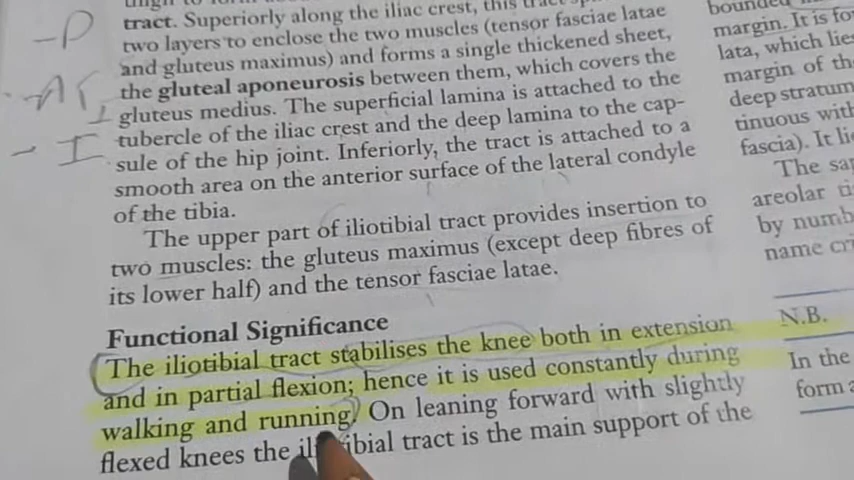 tract. Superiorly along the iliac crest, this tract
two layers to enclose the two muscles (tensor fasciae latae
and gluteus maximus) and forms a single thickened sheet,
the gluteal aponeurosis between them, which covers the
gluteus medius. The superficial lamina is attached to the
tubercle of the iliac crest and the deep lamina to the cap-
sule of the hip joint. Inferiorly, the tract is attached to a
smooth area on the anterior surface of the lateral condyle
of the tibia.
The upper part of iliotibial tract provides insertion to
two muscles: the gluteus maximus (except deep fibres of
its lower half) and the tensor fasciae latae.
Functional Significance
The iliotibial tract stabilises the knee both in extension
and in partial flexion; hence it is used constantly during
walking and running. On leaning forward with slightly
flexed knees the iliotibial tract is the main support of the
-P
-I
bounded
margin. It is fo
lata, which lies
margin of th
deep stratum
tinuous with
fascia). It li
The sa
areolar ti
by numb
name cri
N.B.
In the
form a